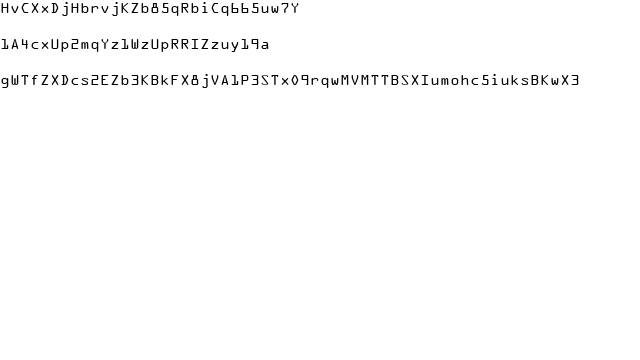 HvCXxDjHbrvjKZb85qRbiCq665uw7Y
1A4cxUp2mqYz1WzUpRRIZzuy19a
gWTfZXDcs2EZb3KBkFX8jVA1P3STx09rqwMVMTTBSXIumohc5iuksBKwX3